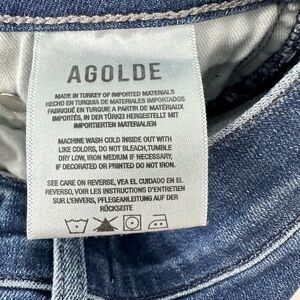 AGOLDE
MADE IN TURKEY OF IMPORTED MATERIALS
HECHO EN TURQUIA DE MATERIALES IMPORTADOS
FABRIQUÉ EN TURQUIE À PARTIR DE MATÉRIAUX
IMPORTÉS, IN DER TÜRKEI HERGESTELLT MIT
IMPORTIERTEN MATERIALIEN
MACHINE WASH COLD INSIDE OUT WITH
LIKE COLORS, DO NOT BLEACH,TUMBLE
DRY LOW, IRON MEDIUM IF NECESSARY,
IF DECORATED OR PRINTED DO NOT IRON.
SEE CARE ON REVERSE, VEA EL CUIDADO EN EL
REVERSO, VOIR LES INSTRUCTIONS D'ENTRETIEN
SUR L'ENVERS, PFLEGEANLEITUNG AUF DER
RÜCKSEITE